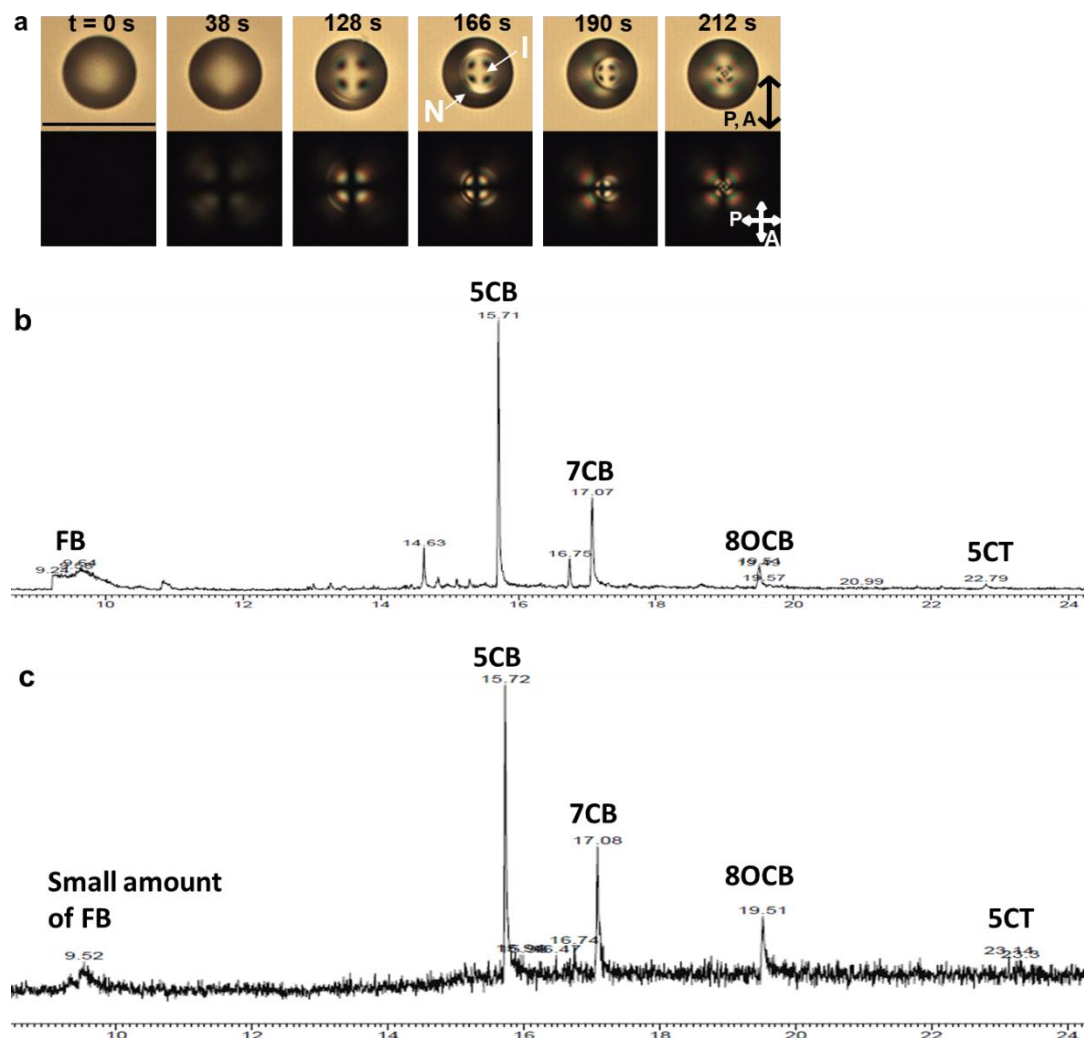 a
t = 0 s 38 s 128 s 166 s 190 s 212 s
I
N
P, A
P
A
b
5CB
15.71
7CB
17.07
FB
9.64
14.63
16.75
8OCB
19.57
20.99
5CT
22.79
10 12 14 16 18 20 22 24
c
5CB
15.72
7CB
17.08
8OCB
19.51
Small amount
of FB
9.52
16.47
16.74
5CT
23.14
23.3
10 12 14 16 18 20 22 24